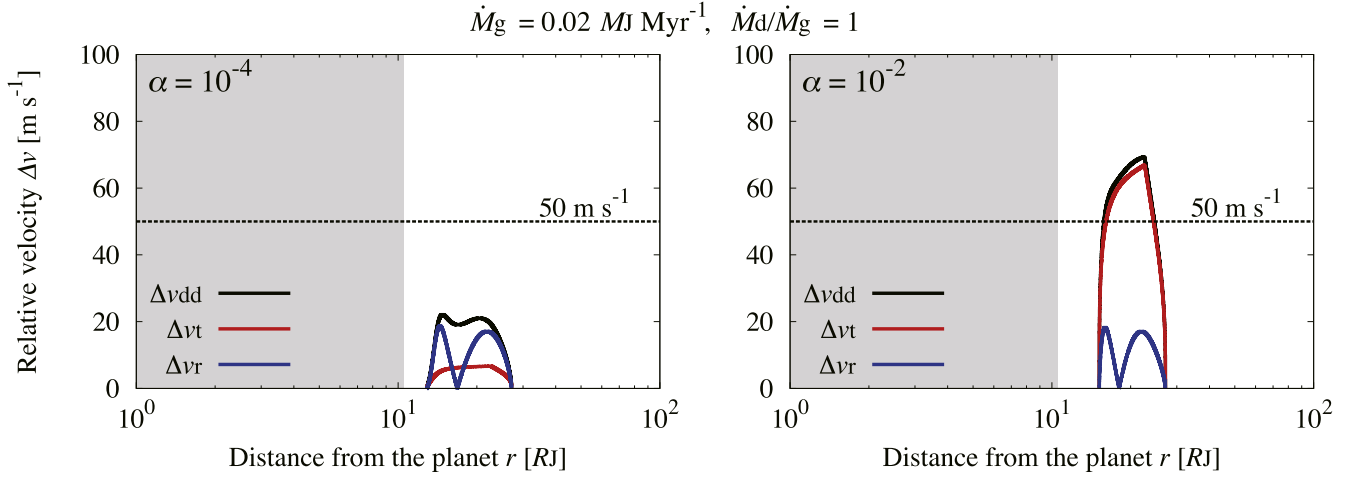 Ṁg = 0.02 MJ Myr⁻¹, Ṁd/Ṁg = 1
Relative velocity Δv [m s⁻¹]
100
80
60
40
20
0
α = 10⁻⁴
50 m s⁻¹
Δvdd
Δvt
Δvr
10⁰
10¹
10²
Distance from the planet r [RJ]
100
80
60
40
20
0
α = 10⁻²
50 m s⁻¹
Δvdd
Δvt
Δvr
10⁰
10¹
10²
Distance from the planet r [RJ]